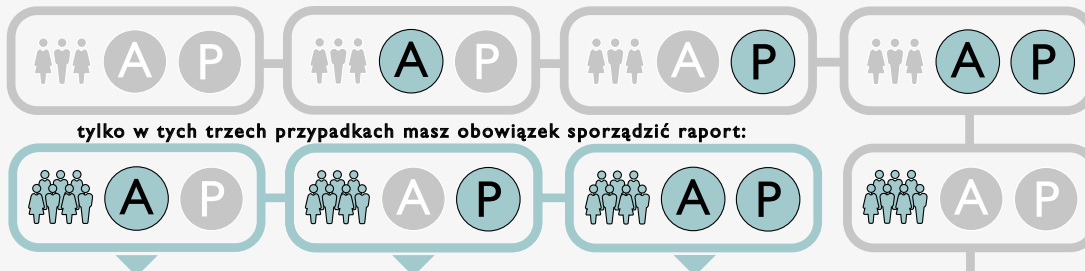 A P A P A P A P
tylko w tych trzech przypadkach masz obowiązek sporządzić raport:
A P A P A P A P